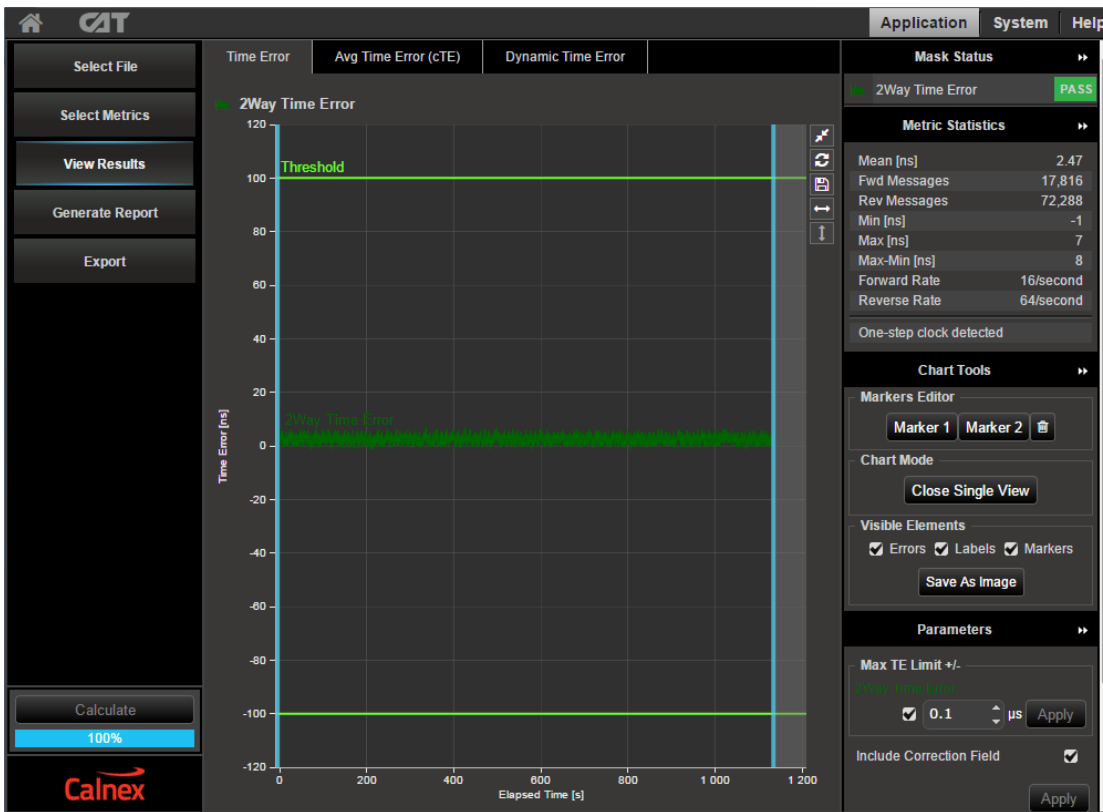 CAT
Application System Help
Select File
Select Metrics
View Results
Generate Report
Export
Calculate
100%
Calnex
Time Error Avg Time Error (cTE) Dynamic Time Error
2Way Time Error
Threshold
2Way Time Error
Time Error [ns]
120
100
80
60
40
20
0
-20
-40
-60
-80
-100
-120
0 200 400 600 800 1 000 1 200
Elapsed Time [s]
Mask Status
2Way Time Error PASS
Metric Statistics
Mean [ns] 2.47
Fwd Messages 17,816
Rev Messages 72,288
Min [ns] -1
Max [ns] 7
Max-Min [ns] 8
Forward Rate 16/second
Reverse Rate 64/second
One-step clock detected
Chart Tools
Markers Editor
Marker 1 Marker 2
Chart Mode
Close Single View
Visible Elements
Errors Labels Markers
Save As Image
Parameters
Max TE Limit +/-
2Way Time Error
0.1 µs Apply
Include Correction Field
Apply